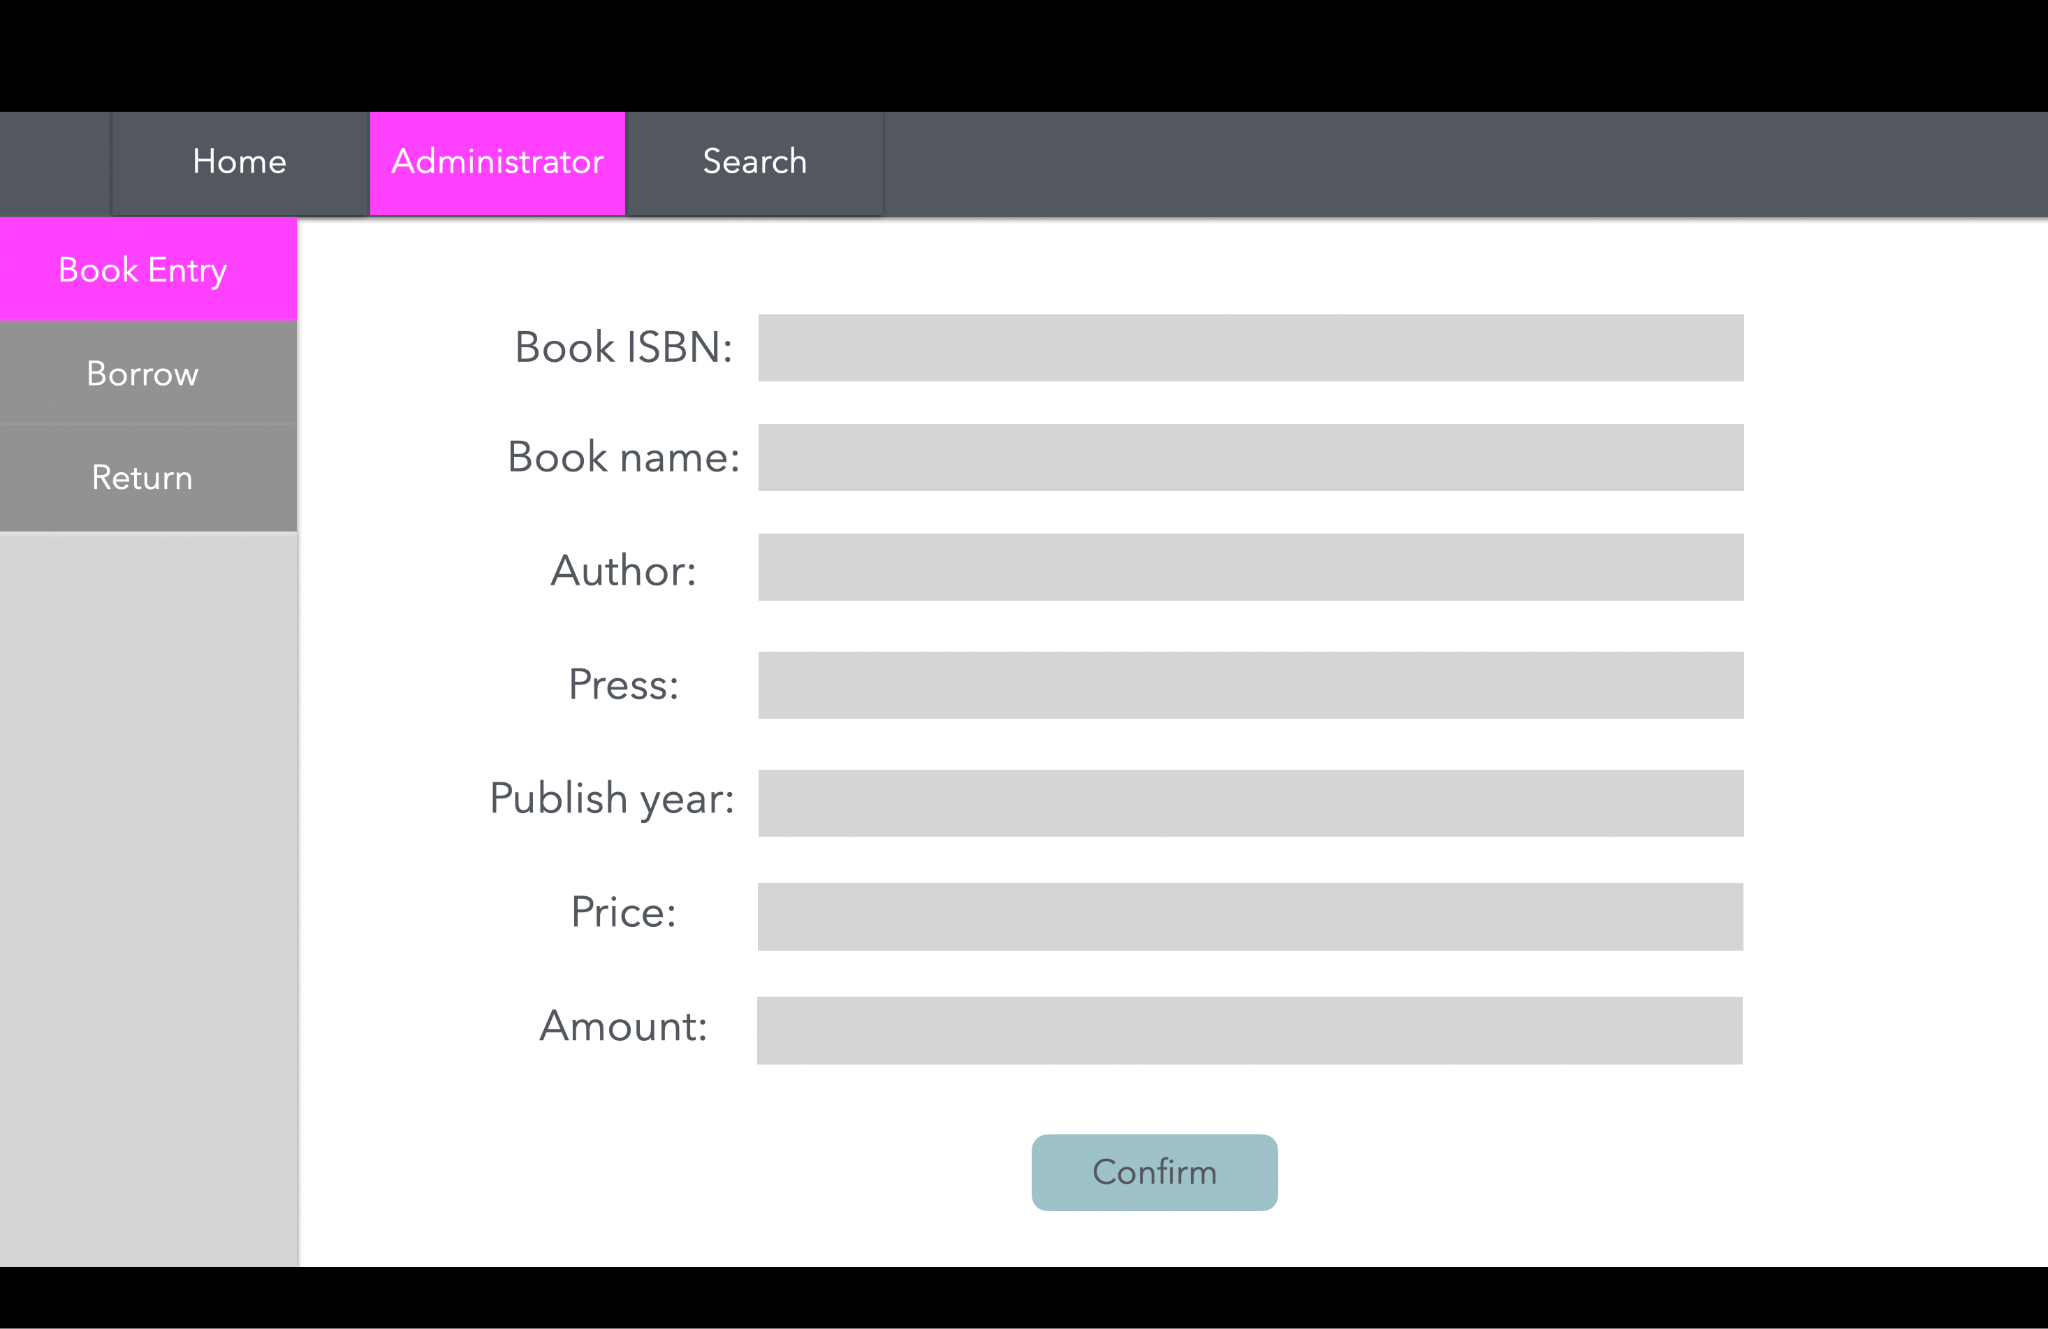 Home Administrator Search
Book Entry
Borrow
Return
Book ISBN:
Book name:
Author:
Press:
Publish year:
Price:
Amount:
Confirm